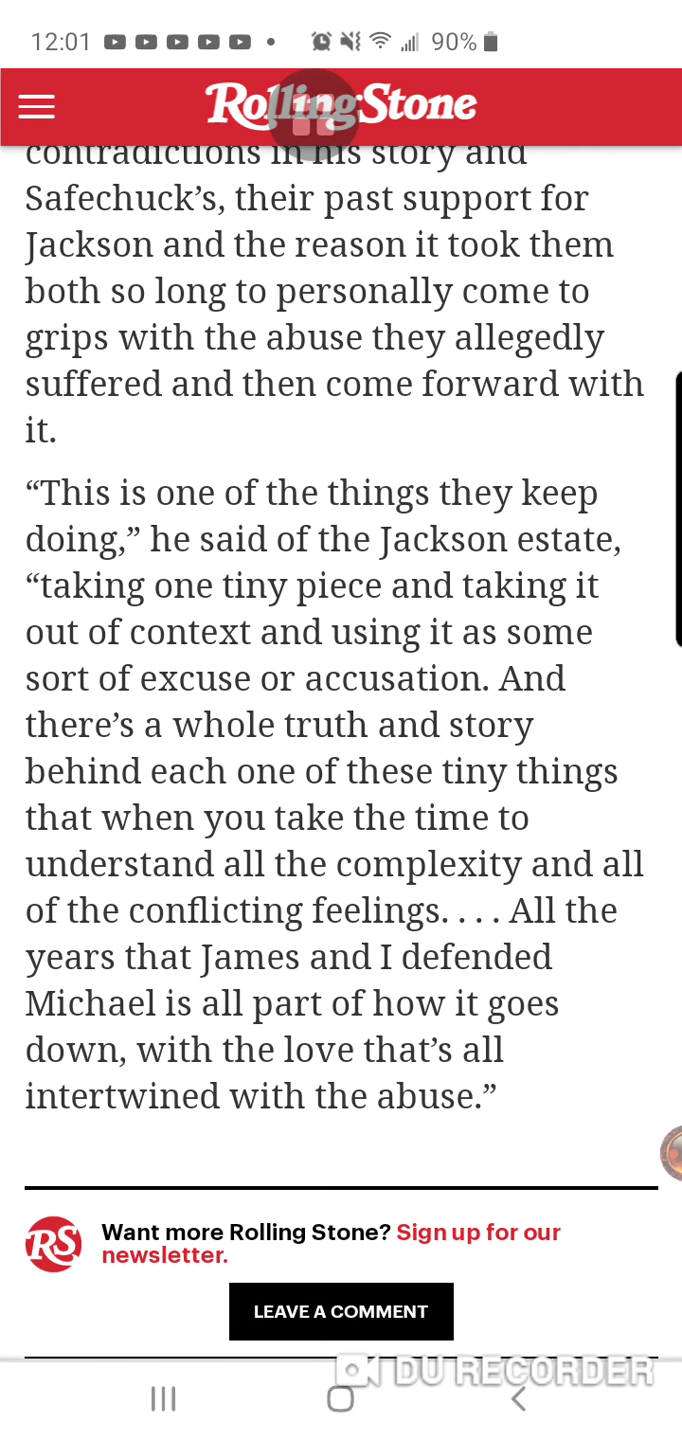 12:01 90%
RollingStone
contradictions in his story and
Safechuck’s, their past support for
Jackson and the reason it took them
both so long to personally come to
grips with the abuse they allegedly
suffered and then come forward with
it.
“This is one of the things they keep
doing,” he said of the Jackson estate,
“taking one tiny piece and taking it
out of context and using it as some
sort of excuse or accusation. And
there’s a whole truth and story
behind each one of these tiny things
that when you take the time to
understand all the complexity and all
of the conflicting feelings. . . . All the
years that James and I defended
Michael is all part of how it goes
down, with the love that’s all
intertwined with the abuse.”
RS
Want more Rolling Stone? Sign up for our
newsletter.
LEAVE A COMMENT
DU RECORDER